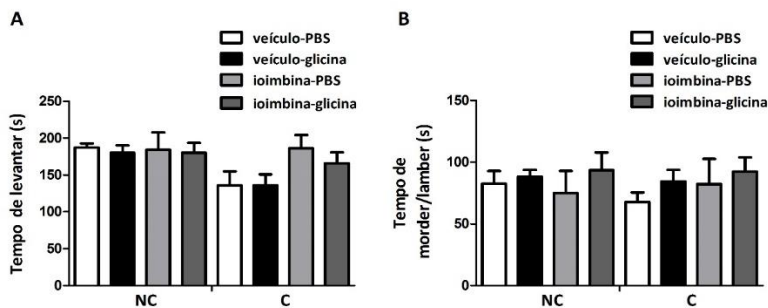 A
veículo-PBS
veículo-glicina
ioimbina-PBS
ioimbina-glicina
Tempo de levantar (s)
250
200
150
100
50
0
NC
C
B
veículo-PBS
veículo-glicina
ioimbina-PBS
ioimbina-glicina
Tempo de
morder/lamber (s)
150
100
50
0
NC
C